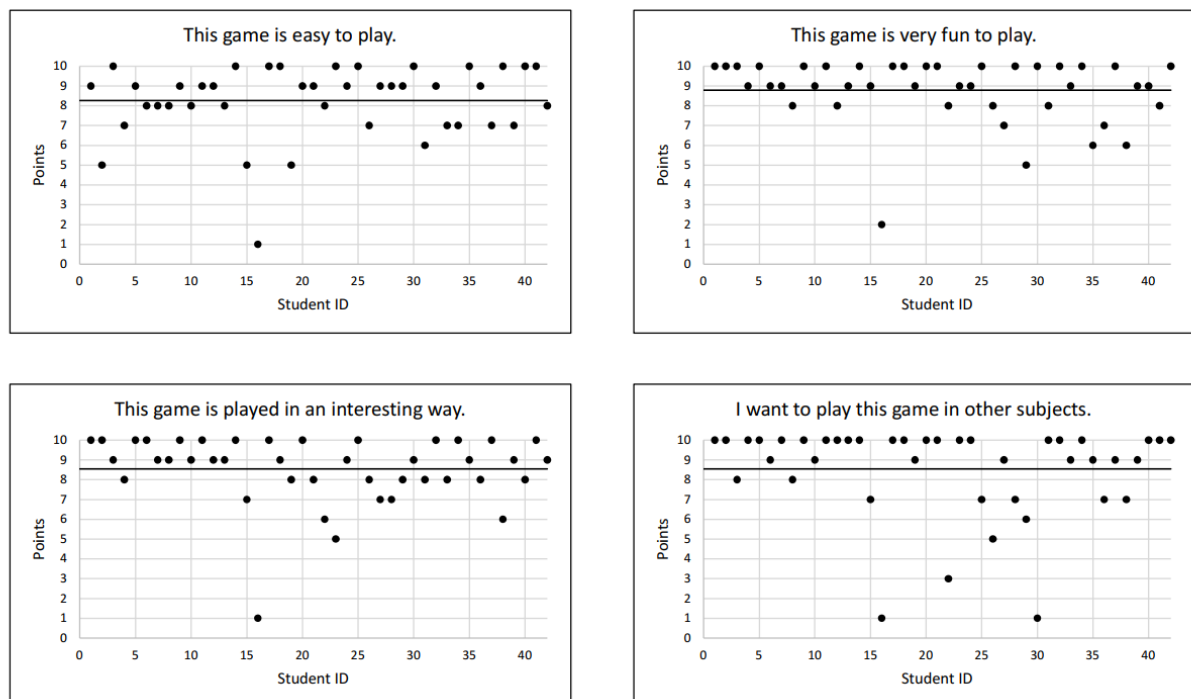 This game is easy to play.
10
9
8
7
6
5
4
3
2
1
0
Points
0 5 10 15 20 25 30 35 40
Student ID
This game is very fun to play.
10
9
8
7
6
5
4
3
2
1
0
Points
0 5 10 15 20 25 30 35 40
Student ID
This game is played in an interesting way.
10
9
8
7
6
5
4
3
2
1
0
Points
0 5 10 15 20 25 30 35 40
Student ID
I want to play this game in other subjects.
10
9
8
7
6
5
4
3
2
1
0
Points
0 5 10 15 20 25 30 35 40
Student ID